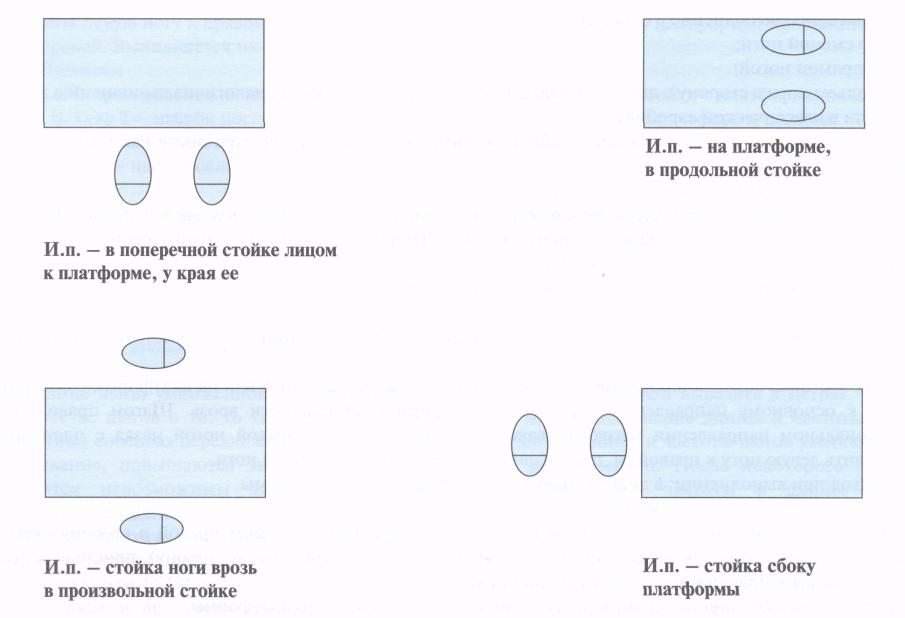 И.п. – в поперечной стойке лицом
к платформе, у края ее
И.п. – на платформе,
в продольной стойке
И.п. – стойка ноги врозь
в произвольной стойке
И.п. – стойка сбоку
платформы